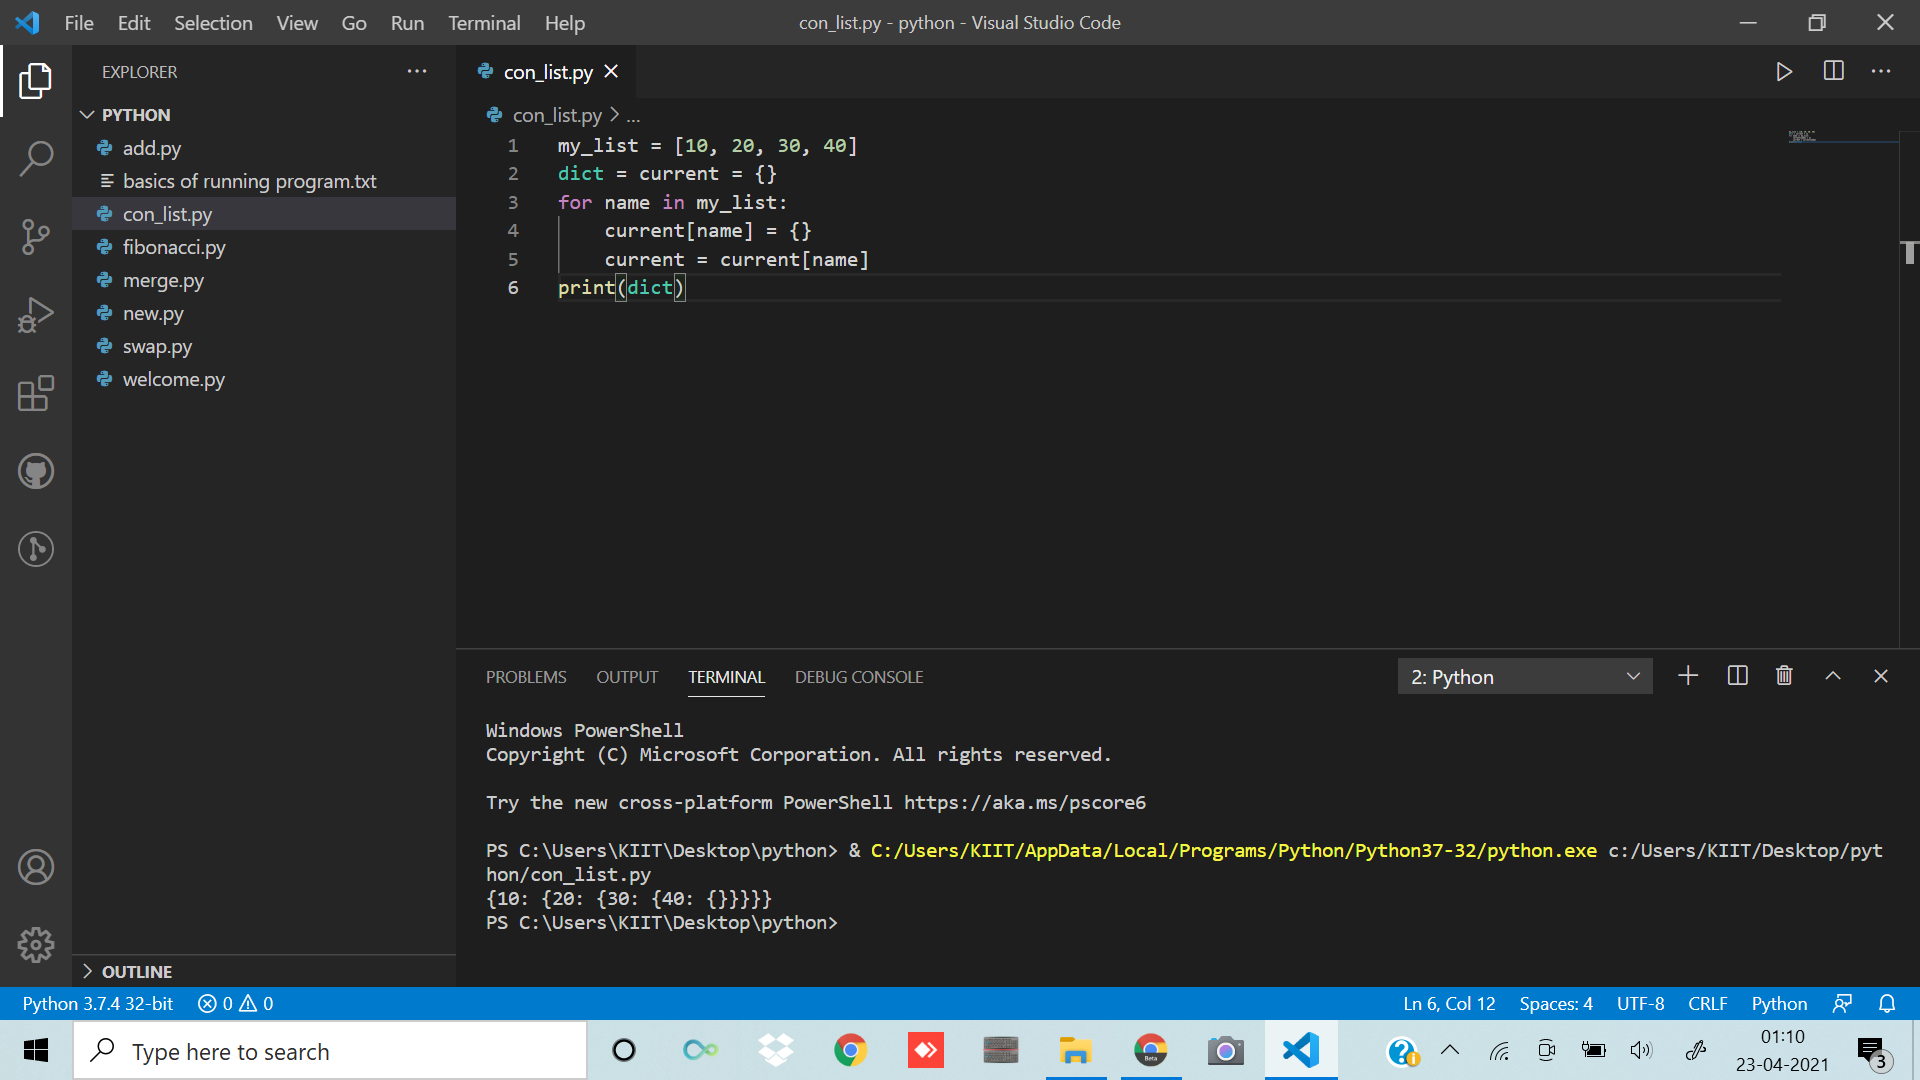 File Edit Selection View Go Run Terminal Help
con_list.py - python - Visual Studio Code
EXPLORER
PYTHON
add.py
basics of running program.txt
con_list.py
fibonacci.py
merge.py
new.py
swap.py
welcome.py
OUTLINE
con_list.py
con_list.py > ...
1 my_list = [10, 20, 30, 40]
2 dict = current = {}
3 for name in my_list:
4     current[name] = {}
5     current = current[name]
6 print(dict)
PROBLEMS OUTPUT TERMINAL DEBUG CONSOLE
2: Python
Windows PowerShell
Copyright (C) Microsoft Corporation. All rights reserved.
Try the new cross-platform PowerShell https://aka.ms/pscore6
PS C:\Users\KIIT\Desktop\python> & C:/Users/KIIT/AppData/Local/Programs/Python/Python37-32/python.exe c:/Users/KIIT/Desktop/pyt
hon/con_list.py
{10: {20: {30: {40: {}}}}}
PS C:\Users\KIIT\Desktop\python>
Python 3.7.4 32-bit 0 0
Ln 6, Col 12 Spaces: 4 UTF-8 CRLF Python
Type here to search
Beta
01:10
23-04-2021
3